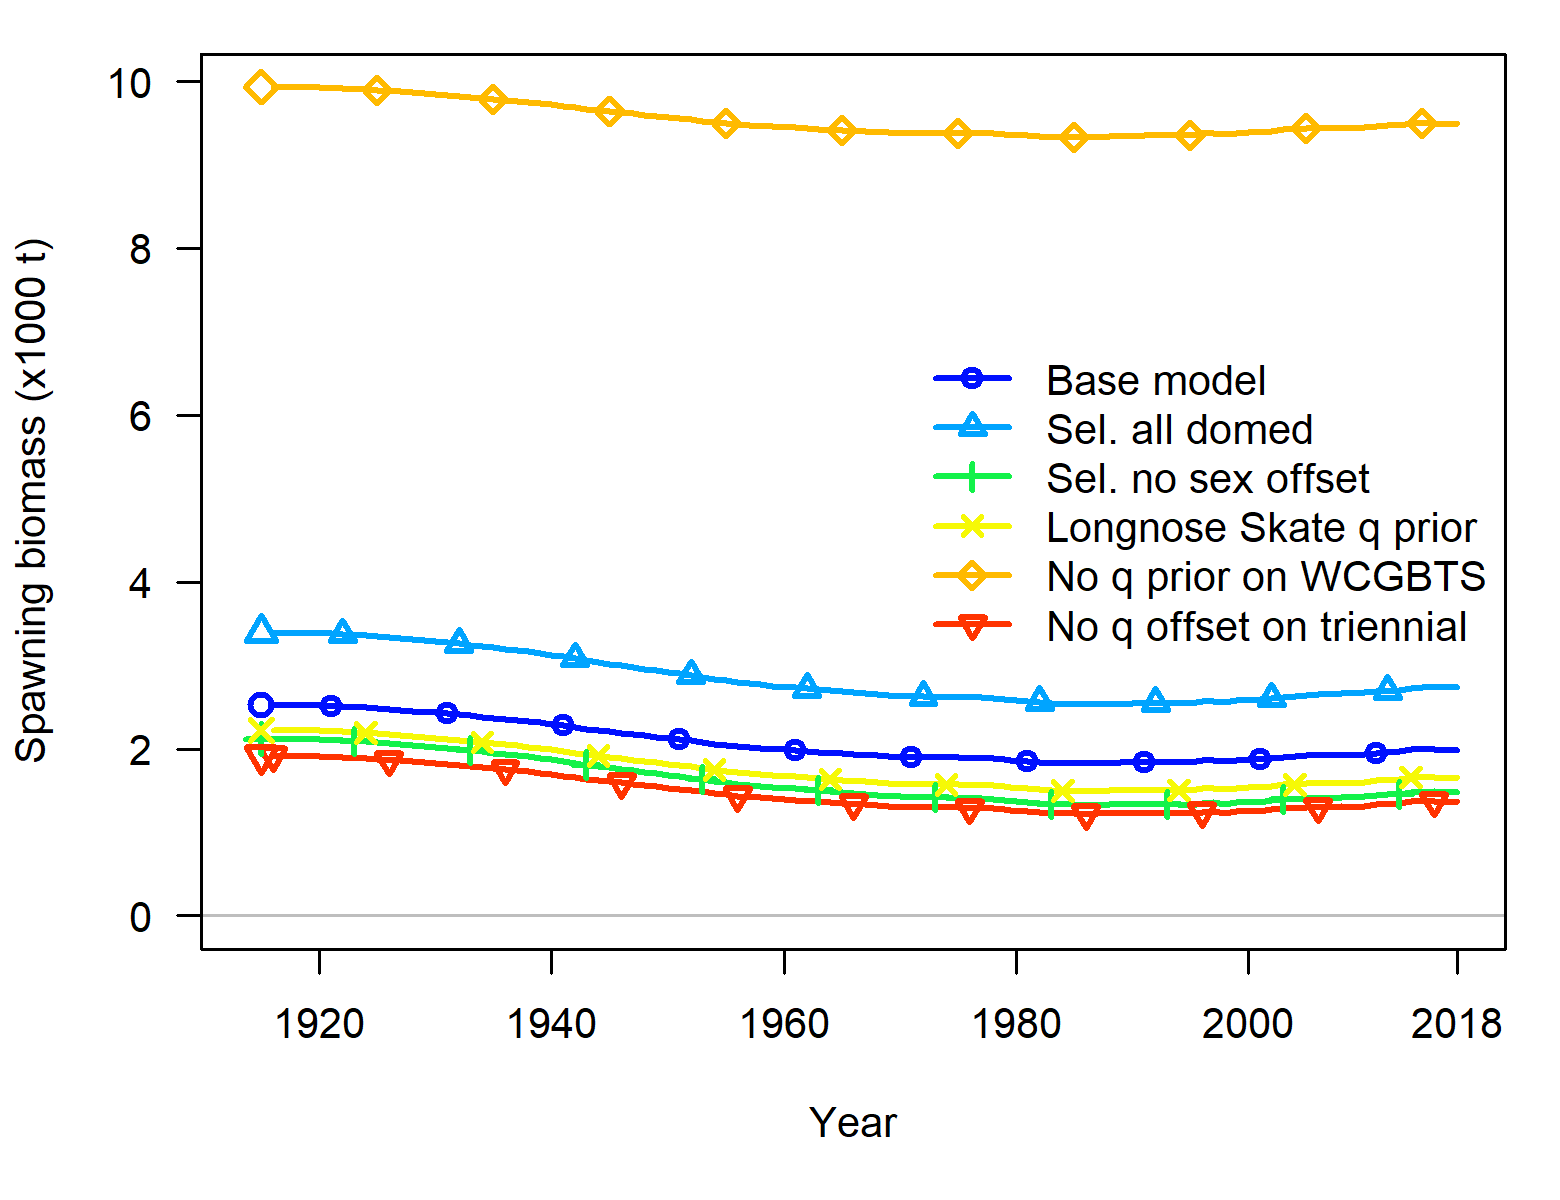 Spawning biomass (x1000 t)
10
8
6
4
2
0
Base model
Sel. all domed
Sel. no sex offset
Longnose Skate q prior
No q prior on WCGBTS
No q offset on triennial
1920 1940 1960 1980 2000 2018
Year